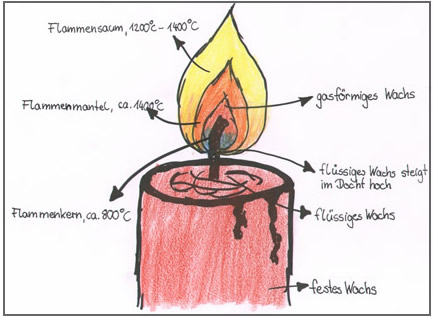 Flammensaum, 1200°C - 1400°C
Flammenmantel, ca. 1400°C
gasförmiges Wachs
flüssiges Wachs steigt
im Docht hoch
Flammenkern, ca. 800°C
flüssiges Wachs
festes Wachs